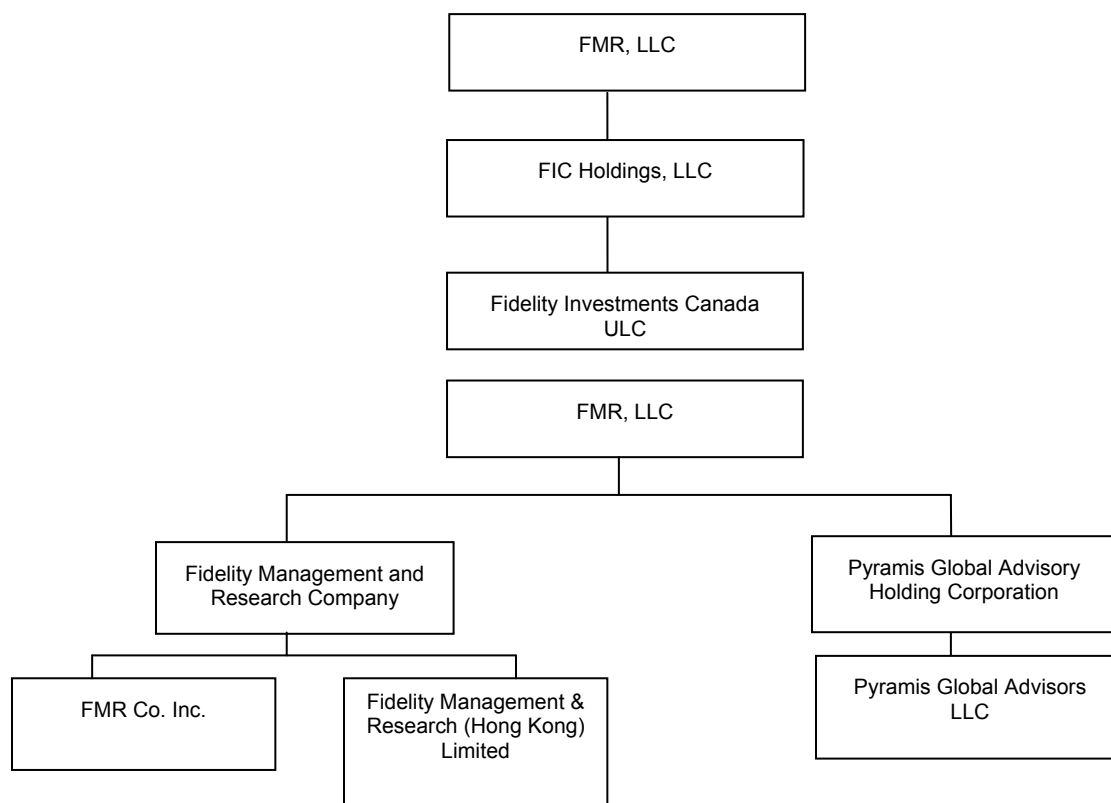 FMR, LLC
FIC Holdings, LLC
Fidelity Investments Canada
ULC
FMR, LLC
Fidelity Management and
Research Company
Pyramis Global Advisory
Holding Corporation
FMR Co. Inc.
Fidelity Management &
Research (Hong Kong)
Limited
Pyramis Global Advisors
LLC